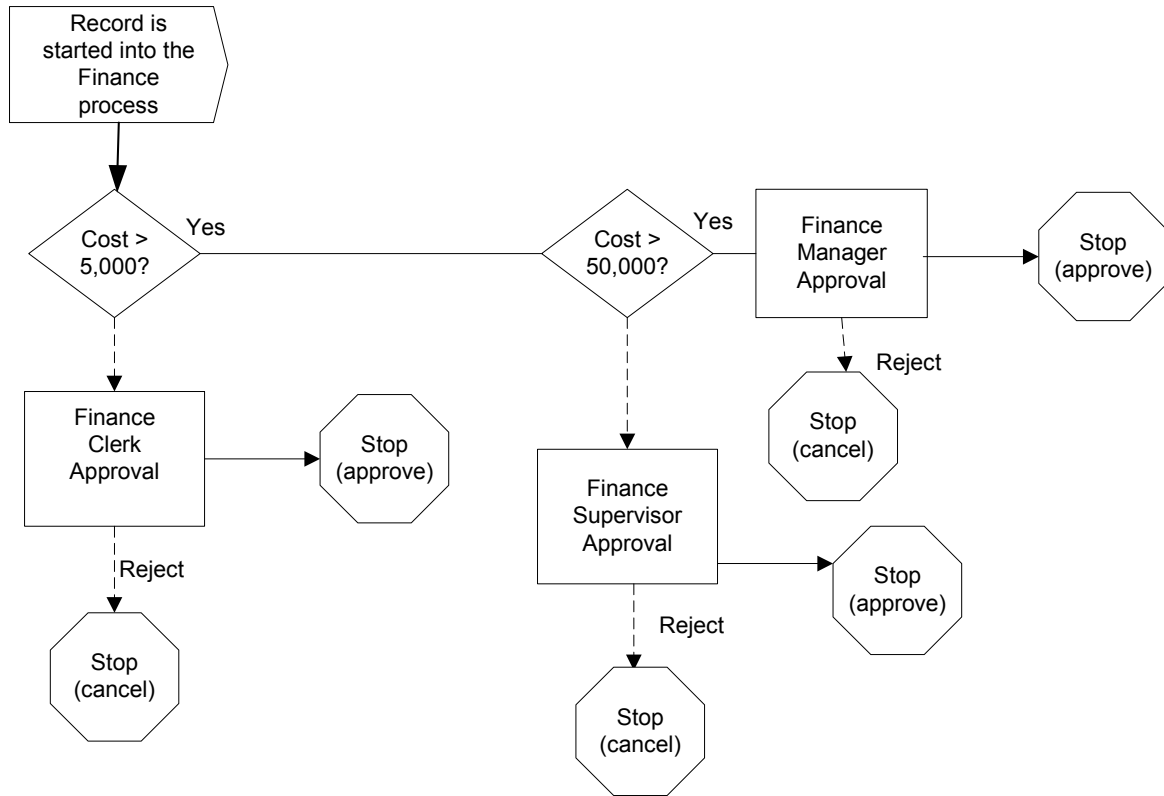 Record is
started into the
Finance
process
Yes
Cost >
5,000?
Yes
Cost >
50,000?
Finance
Manager
Approval
Stop
(approve)
Reject
Stop
(cancel)
Finance
Clerk
Approval
Stop
(approve)
Reject
Stop
(cancel)
Finance
Supervisor
Approval
Stop
(approve)
Reject
Stop
(cancel)